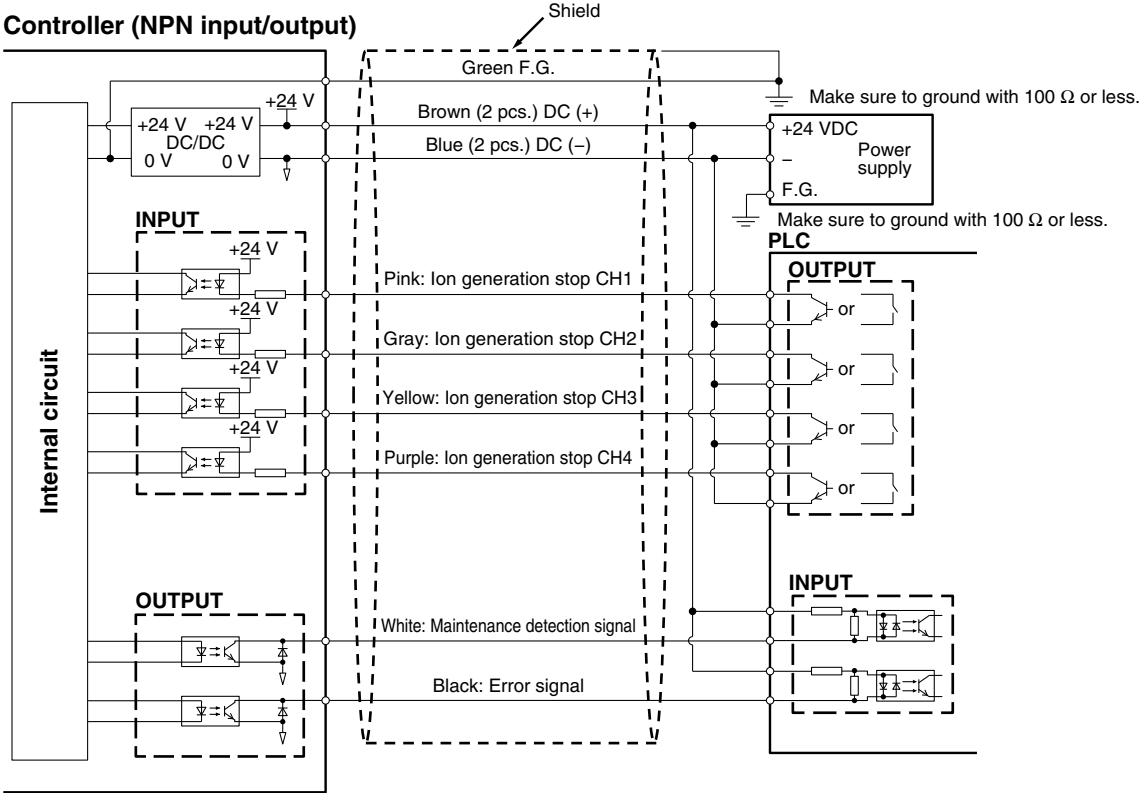 Shield
Controller (NPN input/output)
Green F.G.
Make sure to ground with 100 Ω or less.
+24 V
Brown (2 pcs.) DC (+)
Blue (2 pcs.) DC (−)
+24 V +24 V
DC/DC
0 V 0 V
+24 VDC
−
Power
supply
F.G.
Make sure to ground with 100 Ω or less.
INPUT
PLC
OUTPUT
+24 V
Pink: Ion generation stop CH1
or
+24 V
Gray: Ion generation stop CH2
or
+24 V
Yellow: Ion generation stop CH3
or
+24 V
Purple: Ion generation stop CH4
or
Internal circuit
OUTPUT
INPUT
White: Maintenance detection signal
Black: Error signal